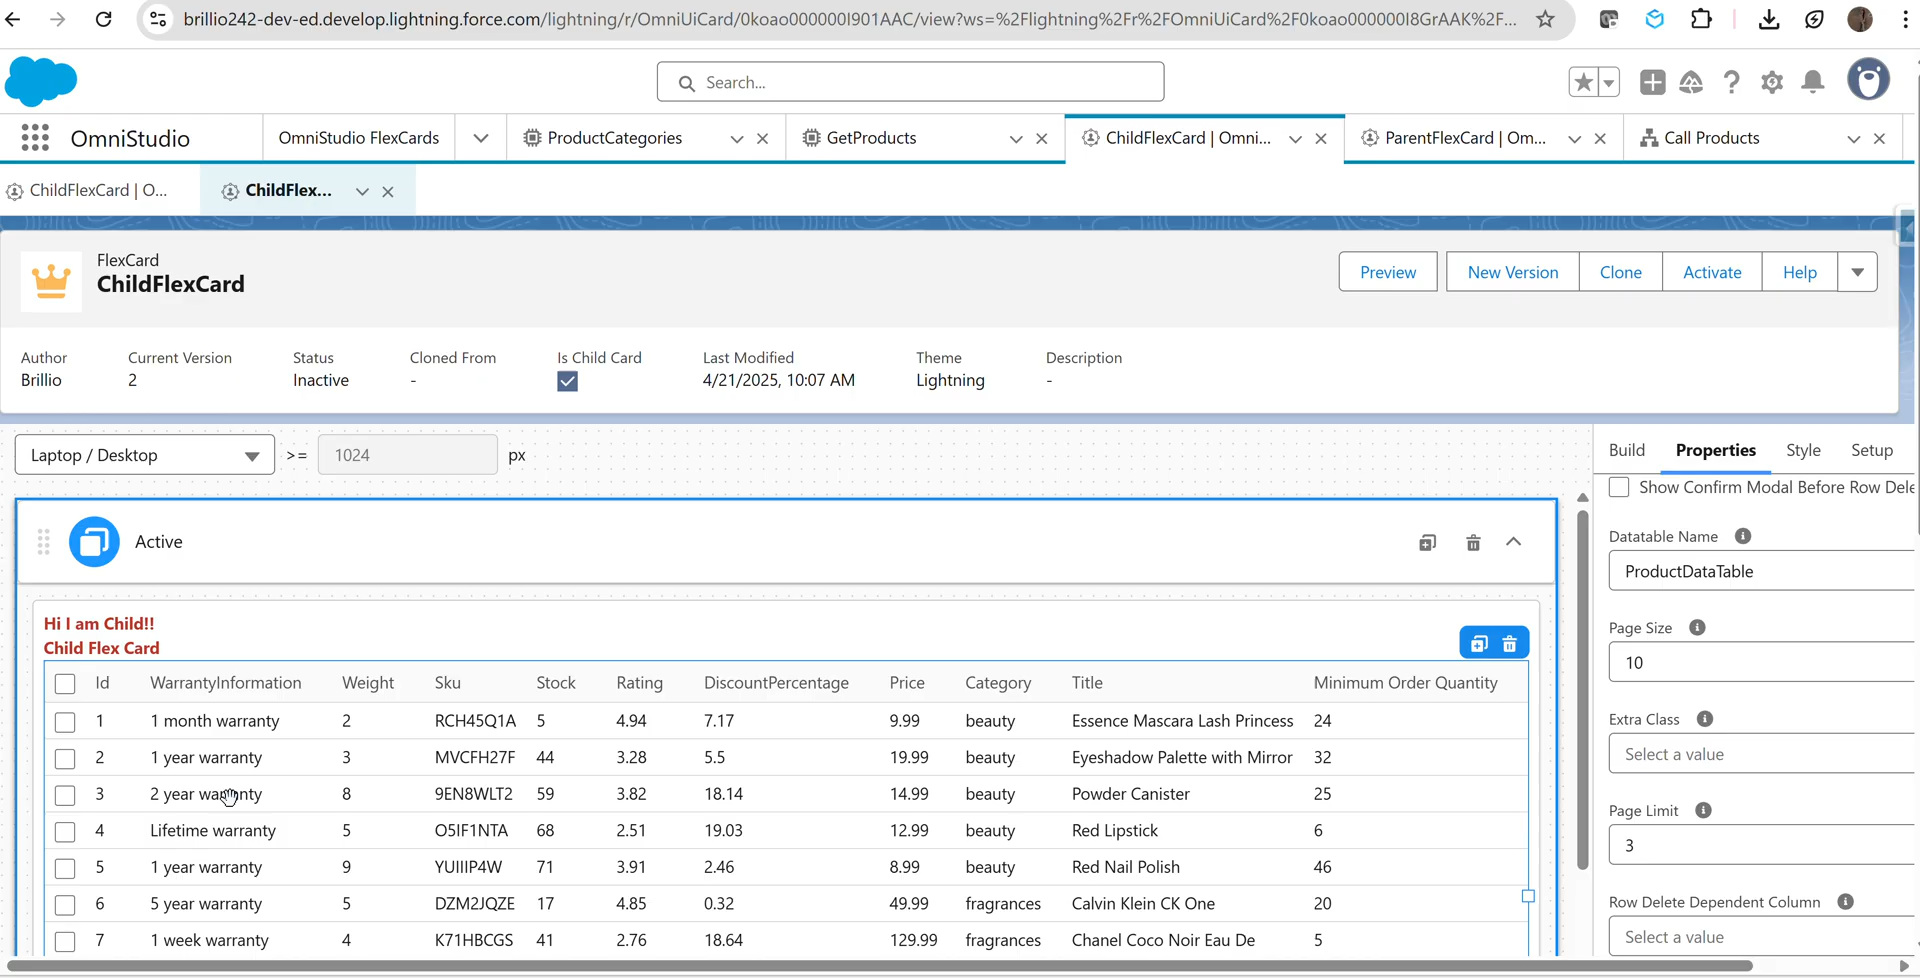 brillio242-dev-ed.develop.lightning.force.com/lightning/r/OmniUiCard/0koao000000I901AAC/view?ws=%2Flightning%2Fr%2FOmniUiCard%2F0koao000000I8GrAAK%2F...
Search...
OmniStudio
OmniStudio FlexCards
ProductCategories
GetProducts
ChildFlexCard | Omni...
ParentFlexCard | Om...
Call Products
ChildFlexCard | O...
ChildFlex...
FlexCard
ChildFlexCard
Preview
New Version
Clone
Activate
Help
Author
Brillio
Current Version
2
Status
Inactive
Cloned From
-
Is Child Card
Last Modified
4/21/2025, 10:07 AM
Theme
Lightning
Description
-
Laptop / Desktop
>=
1024
px
Build
Properties
Style
Setup
Active
Hi I am Child!!
Child Flex Card
Id WarrantyInformation Weight Sku Stock Rating DiscountPercentage Price Category Title Minimum Order Quantity
1 1 month warranty 2 RCH45Q1A 5 4.94 7.17 9.99 beauty Essence Mascara Lash Princess 24
2 1 year warranty 3 MVCFH27F 44 3.28 5.5 19.99 beauty Eyeshadow Palette with Mirror 32
3 2 year warranty 8 9EN8WLT2 59 3.82 18.14 14.99 beauty Powder Canister 25
4 Lifetime warranty 5 O5IF1NTA 68 2.51 19.03 12.99 beauty Red Lipstick 6
5 1 year warranty 9 YUIIIP4W 71 3.91 2.46 8.99 beauty Red Nail Polish 46
6 5 year warranty 5 DZM2JQZE 17 4.85 0.32 49.99 fragrances Calvin Klein CK One 20
7 1 week warranty 4 K71HBCGS 41 2.76 18.64 129.99 fragrances Chanel Coco Noir Eau De 5
Show Confirm Modal Before Row Dele
Datatable Name
ProductDataTable
Page Size
10
Extra Class
Select a value
Page Limit
3
Row Delete Dependent Column
Select a value